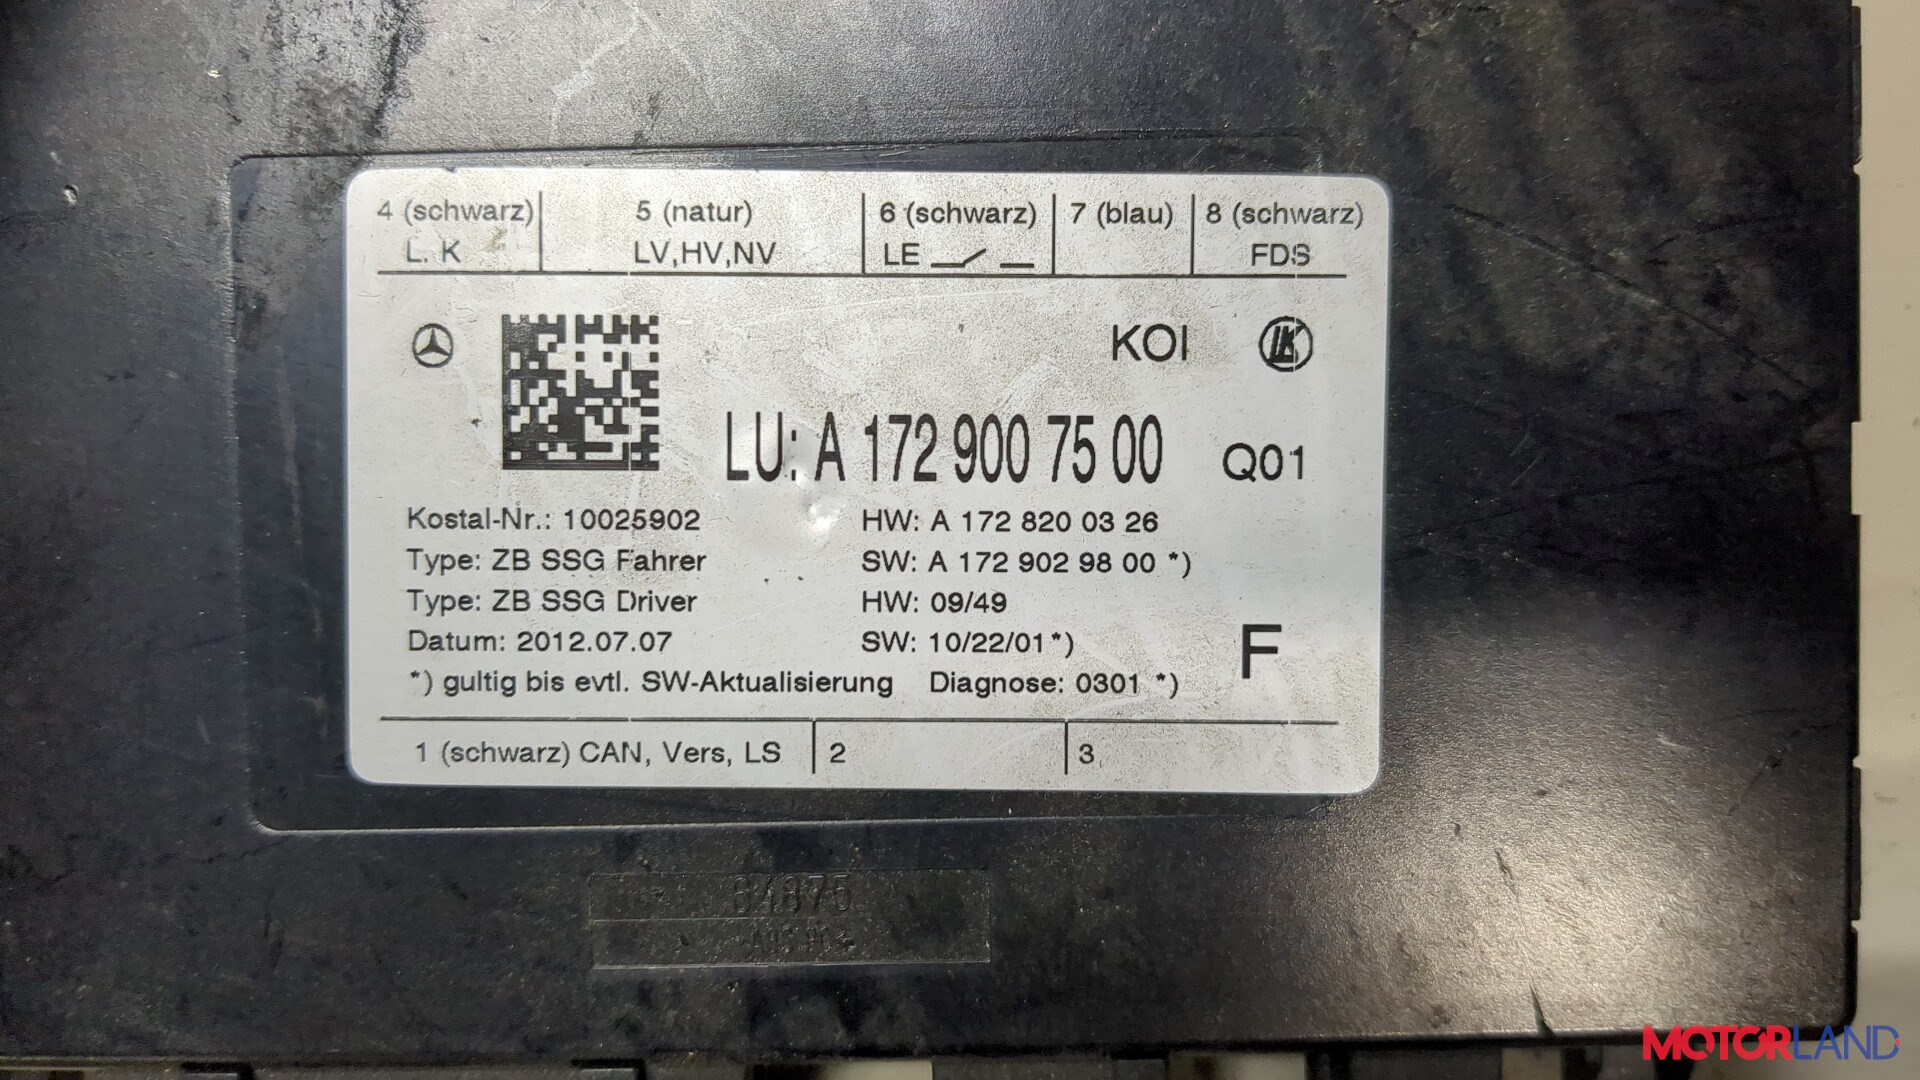 4 (schwarz) 5 (natur) 6 (schwarz) 7 (blau) 8 (schwarz)
L. K LV,HV,NV LE FDS
KOI LK
LU: A 172 900 75 00 Q01
Kostal-Nr.: 10025902 HW: A 172 820 03 26
Type: ZB SSG Fahrer SW: A 172 902 98 00 *)
Type: ZB SSG Driver HW: 09/49
Datum: 2012.07.07 SW: 10/22/01*)
F
*) gultig bis evtl. SW-Aktualisierung Diagnose: 0301 *)
1 (schwarz) CAN, Vers, LS 2 3
84875
MOTORLAND